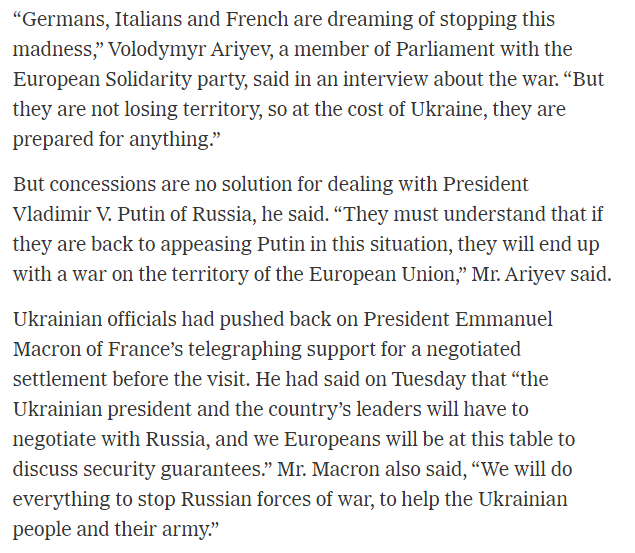 “Germans, Italians and French are dreaming of stopping this
madness,” Volodymyr Ariyev, a member of Parliament with the
European Solidarity party, said in an interview about the war. “But
they are not losing territory, so at the cost of Ukraine, they are
prepared for anything.”
But concessions are no solution for dealing with President
Vladimir V. Putin of Russia, he said. “They must understand that if
they are back to appeasing Putin in this situation, they will end up
with a war on the territory of the European Union,” Mr. Ariyev said.
Ukrainian officials had pushed back on President Emmanuel
Macron of France’s telegraphing support for a negotiated
settlement before the visit. He had said on Tuesday that “the
Ukrainian president and the country’s leaders will have to
negotiate with Russia, and we Europeans will be at this table to
discuss security guarantees.” Mr. Macron also said, “We will do
everything to stop Russian forces of war, to help the Ukrainian
people and their army.”